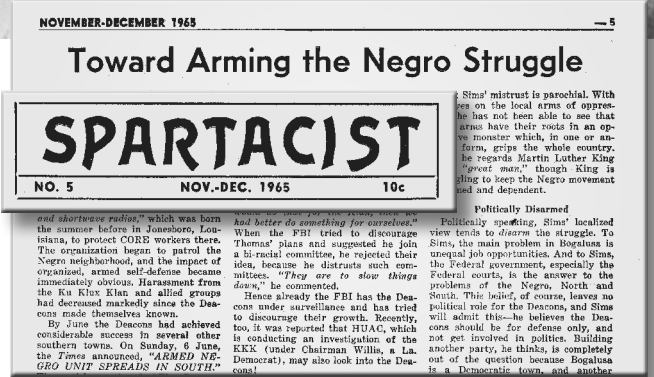 NOVEMBER-DECEMBER 1965
—5
Toward Arming the Negro Struggle
SPARTACIST
NO. 5
NOV.-DEC. 1965
10c
and shortwave radios," which was born
the summer before in Jonesboro, Lou-
isiana, to protect CORE workers there.
The organization began to patrol the
Negro neighborhood, and the impact of
organized, armed self-defense became
immediately obvious. Harassment from
the Ku Klux Klan and allied groups
had decreased markedly since the Dea-
cons made themselves known.
By June the Deacons had achieved
considerable success in several other
southern towns. On Sunday, 6 June,
the Times announced, "ARMED NE-
GRO UNIT SPREADS IN SOUTH."
had better do something for ourselves."
When the FBI tried to discourage
Thomas' plans and suggested he join
a bi-racial committee, he rejected their
idea, because he distrusts such com-
mittees. "They are to slow things
down," he commented.
Hence already the FBI has the Dea-
cons under surveillance and has tried
to discourage their growth. Recently,
too, it was reported that HUAC, which
is conducting an investigation of the
KKK (under Chairman Willis, a La.
Democrat), may also look into the Dea-
cons!
Sims' mistrust is parochial. With
on the local arms of oppres-
he has not been able to see that
arms have their roots in an op-
monster which, in one or an-
form, grips the whole country.
he regards Martin Luther King
"great man," though King is
to keep the Negro movement
and dependent.
Politically Disarmed
Politically speaking, Sims' localized
view tends to disarm the struggle. To
Sims, the main problem in Bogalusa is
unequal job opportunities. And to Sims,
the Federal government, especially the
Federal courts, is the answer to the
problems of the Negro, North and
South. This belief, of course, leaves no
political role for the Deacons, and Sims
will admit this—he believes the Dea-
cons should be for defense only, and
not get involved in politics. Building
another party, he thinks, is completely
out of the question because Bogalusa
is a Democratic town, and another